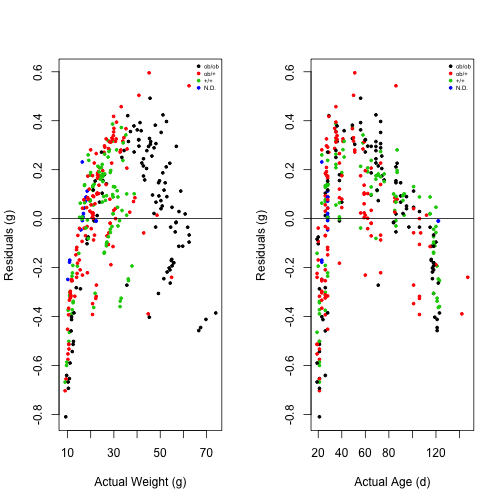 Residuals (g)
0.6
0.4
0.2
0.0
-0.2
-0.4
-0.6
-0.8
ob/ob
ob/+
+/+
N.D.
10
30
50
70
Actual Weight (g)
Residuals (g)
0.6
0.4
0.2
0.0
-0.2
-0.4
-0.6
-0.8
ob/ob
ob/+
+/+
N.D.
20
40
60
80
120
Actual Age (d)